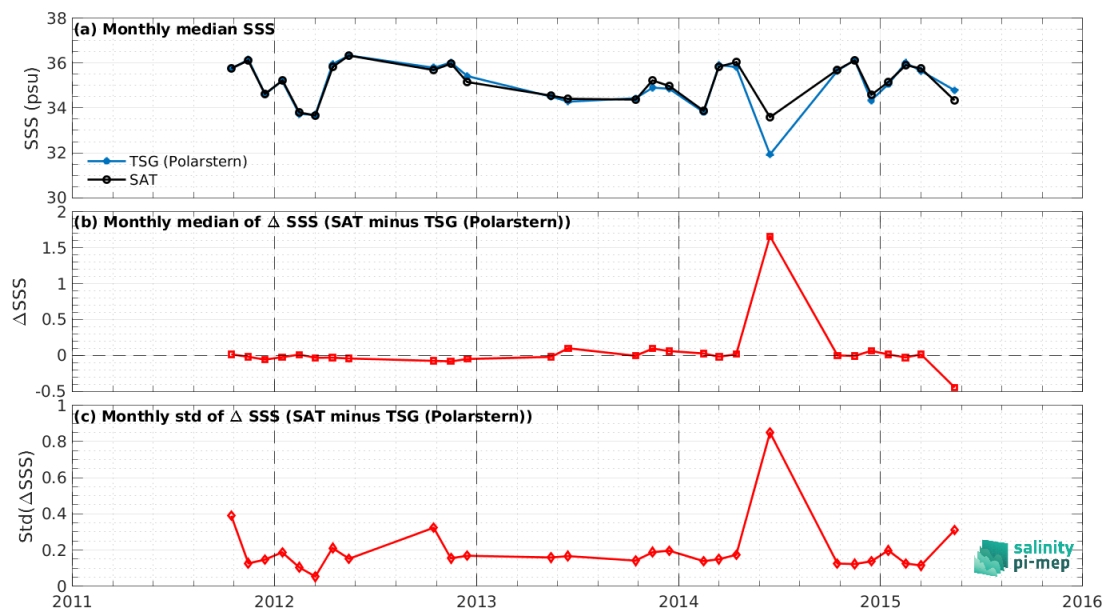 (a) Monthly median SSS
38
36
34
32
30
SSS (psu)
TSG (Polarstern)
SAT
(b) Monthly median of Δ SSS (SAT minus TSG (Polarstern))
2
1.5
1
0.5
0
-0.5
ΔSSS
(c) Monthly std of Δ SSS (SAT minus TSG (Polarstern))
1
0.8
0.6
0.4
0.2
0
Std(ΔSSS)
salinity
pi-mep
2011 2012 2013 2014 2015 2016